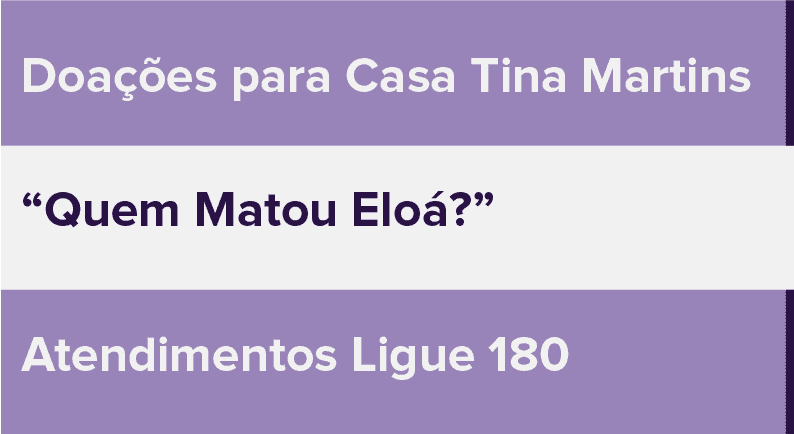 Doações para Casa Tina Martins
“Quem Matou Eloá?”
Atendimentos Ligue 180